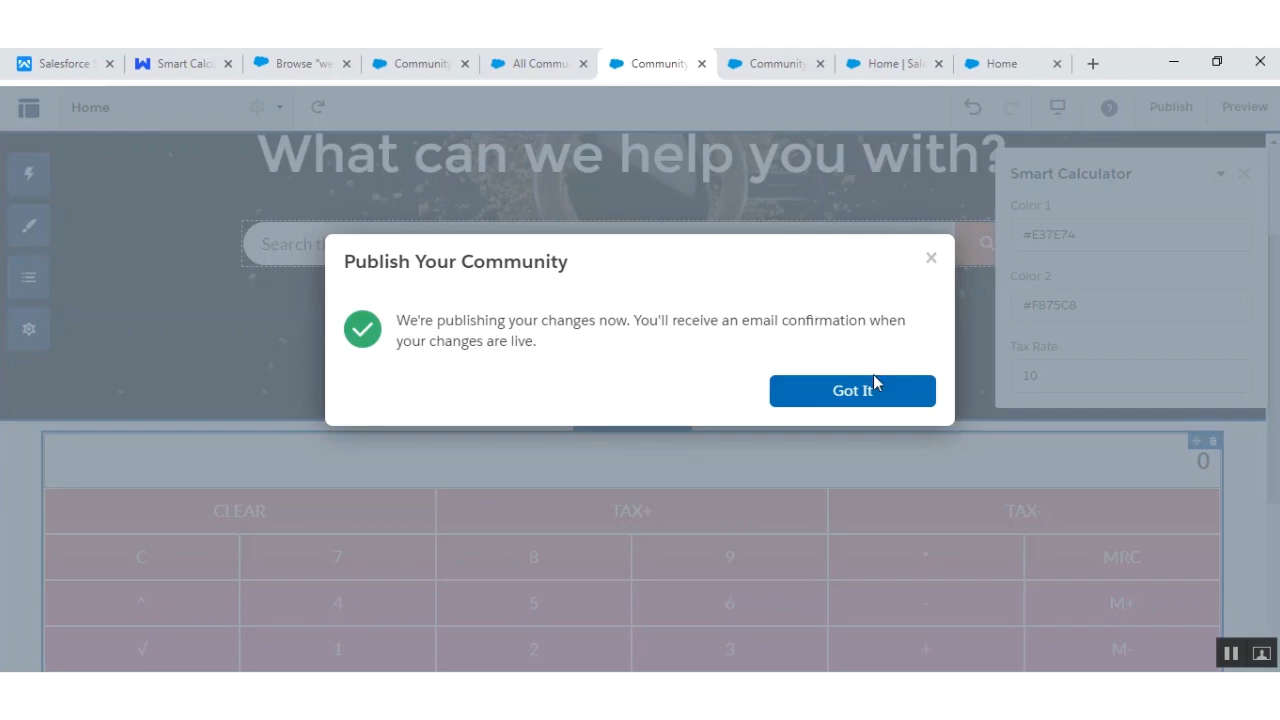 Salesforce S
Smart Calcu
Browse "we
Community
All Commu
Community
Community
Home | Sale
Home
Home
Publish
Preview
What can we help you with?
Search t
Smart Calculator
Color 1
#E37E74
Color 2
#F875C8
Tax Rate
10
Publish Your Community
We're publishing your changes now. You'll receive an email confirmation when
your changes are live.
Got It
0
CLEAR TAX+ TAX-
C 7 8 9 * MRC
^ 4 5 6 - M+
√ 1 2 3 + M-